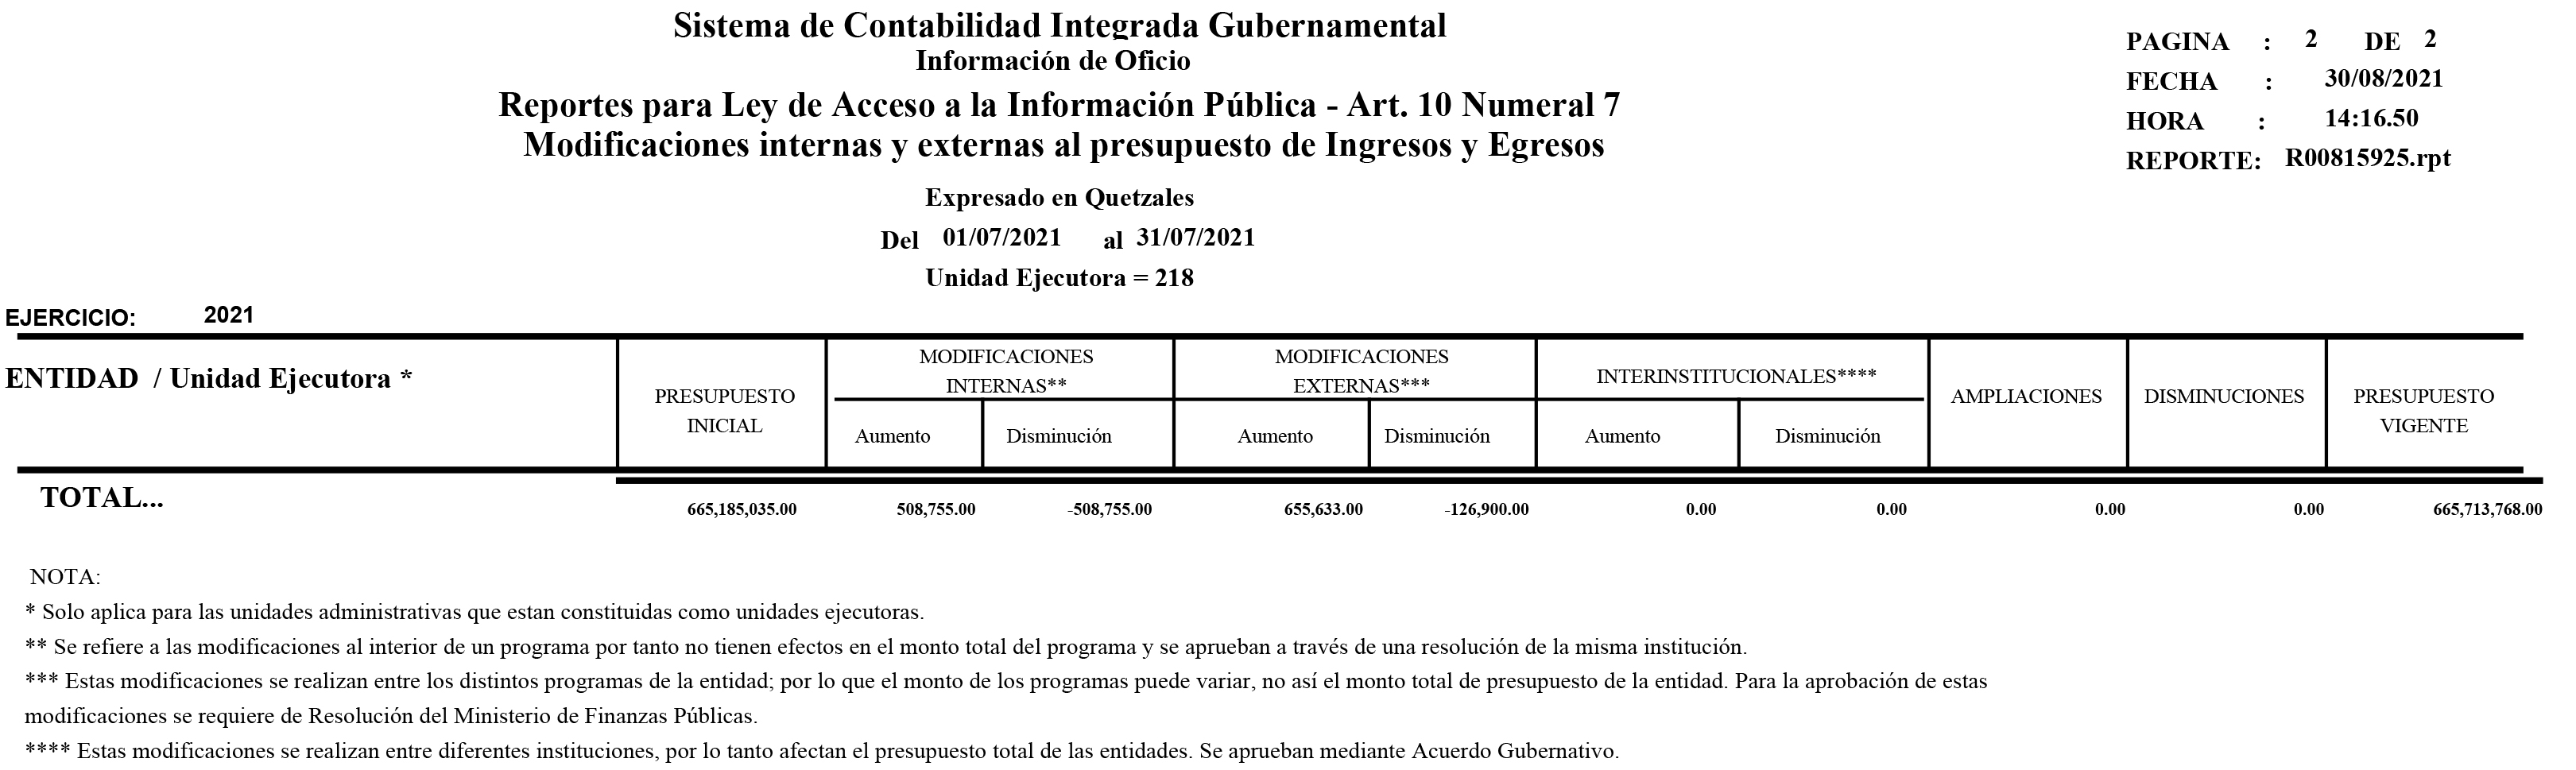 Sistema de Contabilidad Integrada Gubernamental
Información de Oficio
Reportes para Ley de Acceso a la Información Pública - Art. 10 Numeral 7
Modificaciones internas y externas al presupuesto de Ingresos y Egresos
Expresado en Quetzales
Del 01/07/2021 al 31/07/2021
Unidad Ejecutora = 218
PAGINA : 2 DE 2
FECHA : 30/08/2021
HORA : 14:16.50
REPORTE: R00815925.rpt
EJERCICIO: 2021
ENTIDAD / Unidad Ejecutora *
PRESUPUESTO
INICIAL
MODIFICACIONES
INTERNAS**
Aumento Disminución
MODIFICACIONES
EXTERNAS***
Aumento Disminución
INTERINSTITUCIONALES****
Aumento Disminución
AMPLIACIONES
DISMINUCIONES
PRESUPUESTO
VIGENTE
TOTAL... 665,185,035.00 508,755.00 -508,755.00 655,633.00 -126,900.00 0.00 0.00 0.00 0.00 665,713,768.00
NOTA:
* Solo aplica para las unidades administrativas que estan constituidas como unidades ejecutoras.
** Se refiere a las modificaciones al interior de un programa por tanto no tienen efectos en el monto total del programa y se aprueban a través de una resolución de la misma institución.
*** Estas modificaciones se realizan entre los distintos programas de la entidad; por lo que el monto de los programas puede variar, no así el monto total de presupuesto de la entidad. Para la aprobación de estas
modificaciones se requiere de Resolución del Ministerio de Finanzas Públicas.
**** Estas modificaciones se realizan entre diferentes instituciones, por lo tanto afectan el presupuesto total de las entidades. Se aprueban mediante Acuerdo Gubernativo.